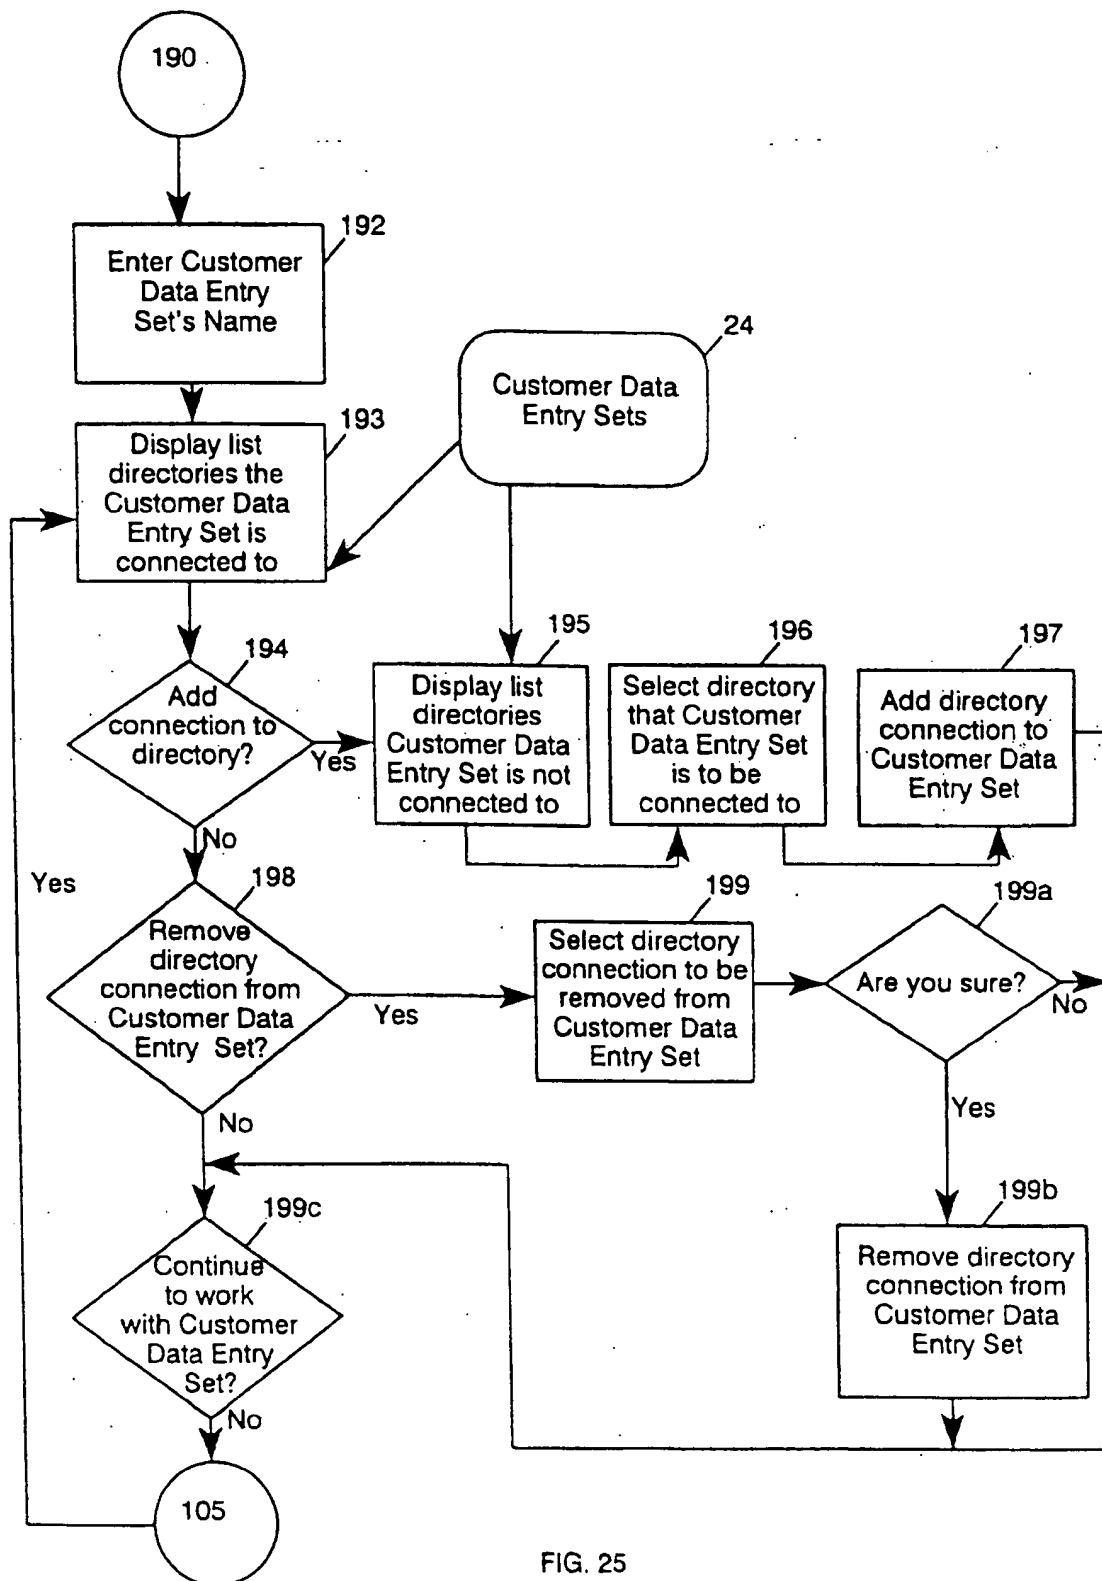 190
192
Enter Customer
Data Entry
Set's Name
24
Customer Data
Entry Sets
193
Display list
directories the
Customer Data
Entry Set is
connected to
194
Add
connection to
directory?
Yes
No
195
Display list
directories
Customer Data
Entry Set is not
connected to
196
Select directory
that Customer
Data Entry Set
is to be
connected to
197
Add directory
connection to
Customer Data
Entry Set
Yes
198
Remove
directory
connection from
Customer Data
Entry Set?
Yes
No
199
Select directory
connection to be
removed from
Customer Data
Entry Set
199a
Are you sure?
No
Yes
199b
Remove directory
connection from
Customer Data
Entry Set
199c
Continue
to work
with Customer
Data Entry
Set?
No
105
FIG. 25